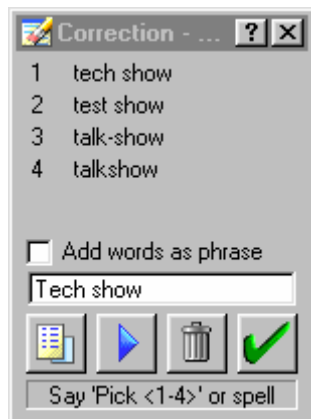 Correction - ...
1 tech show
2 test show
3 talk-show
4 talkshow
Add words as phrase
Tech show
Say 'Pick <1-4>' or spell